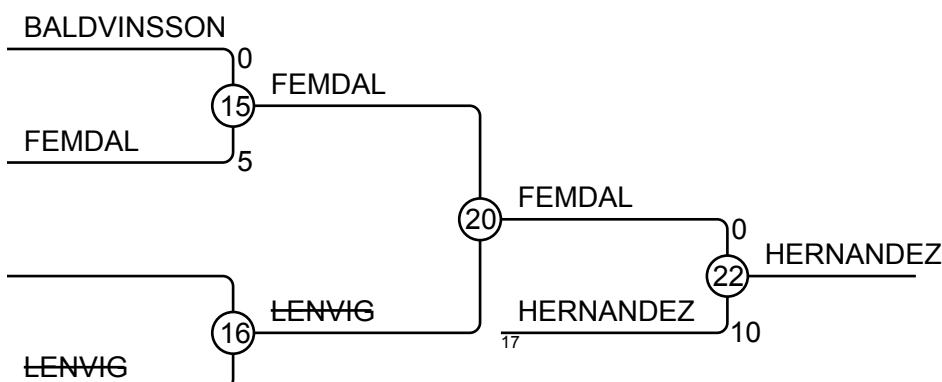 BALDVINSSON
0
15
FEMDAL
FEMDAL
5
20
FEMDAL
0
22
HERNANDEZ
HERNANDEZ
17
10
16
LENVIG
LENVIG